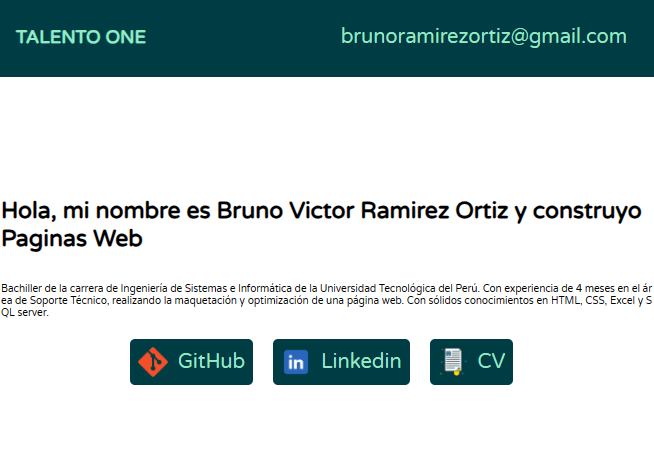 TALENTO ONE
brunoramirezortiz@gmail.com
Hola, mi nombre es Bruno Victor Ramirez Ortiz y construyo
Paginas Web
Bachiller de la carrera de Ingeniería de Sistemas e Informática de la Universidad Tecnológica del Perú. Con experiencia de 4 meses en el ár
ea de Soporte Técnico, realizando la maquetación y optimización de una página web. Con sólidos conocimientos en HTML, CSS, Excel y S
QL server.
GitHub
in Linkedin
CV